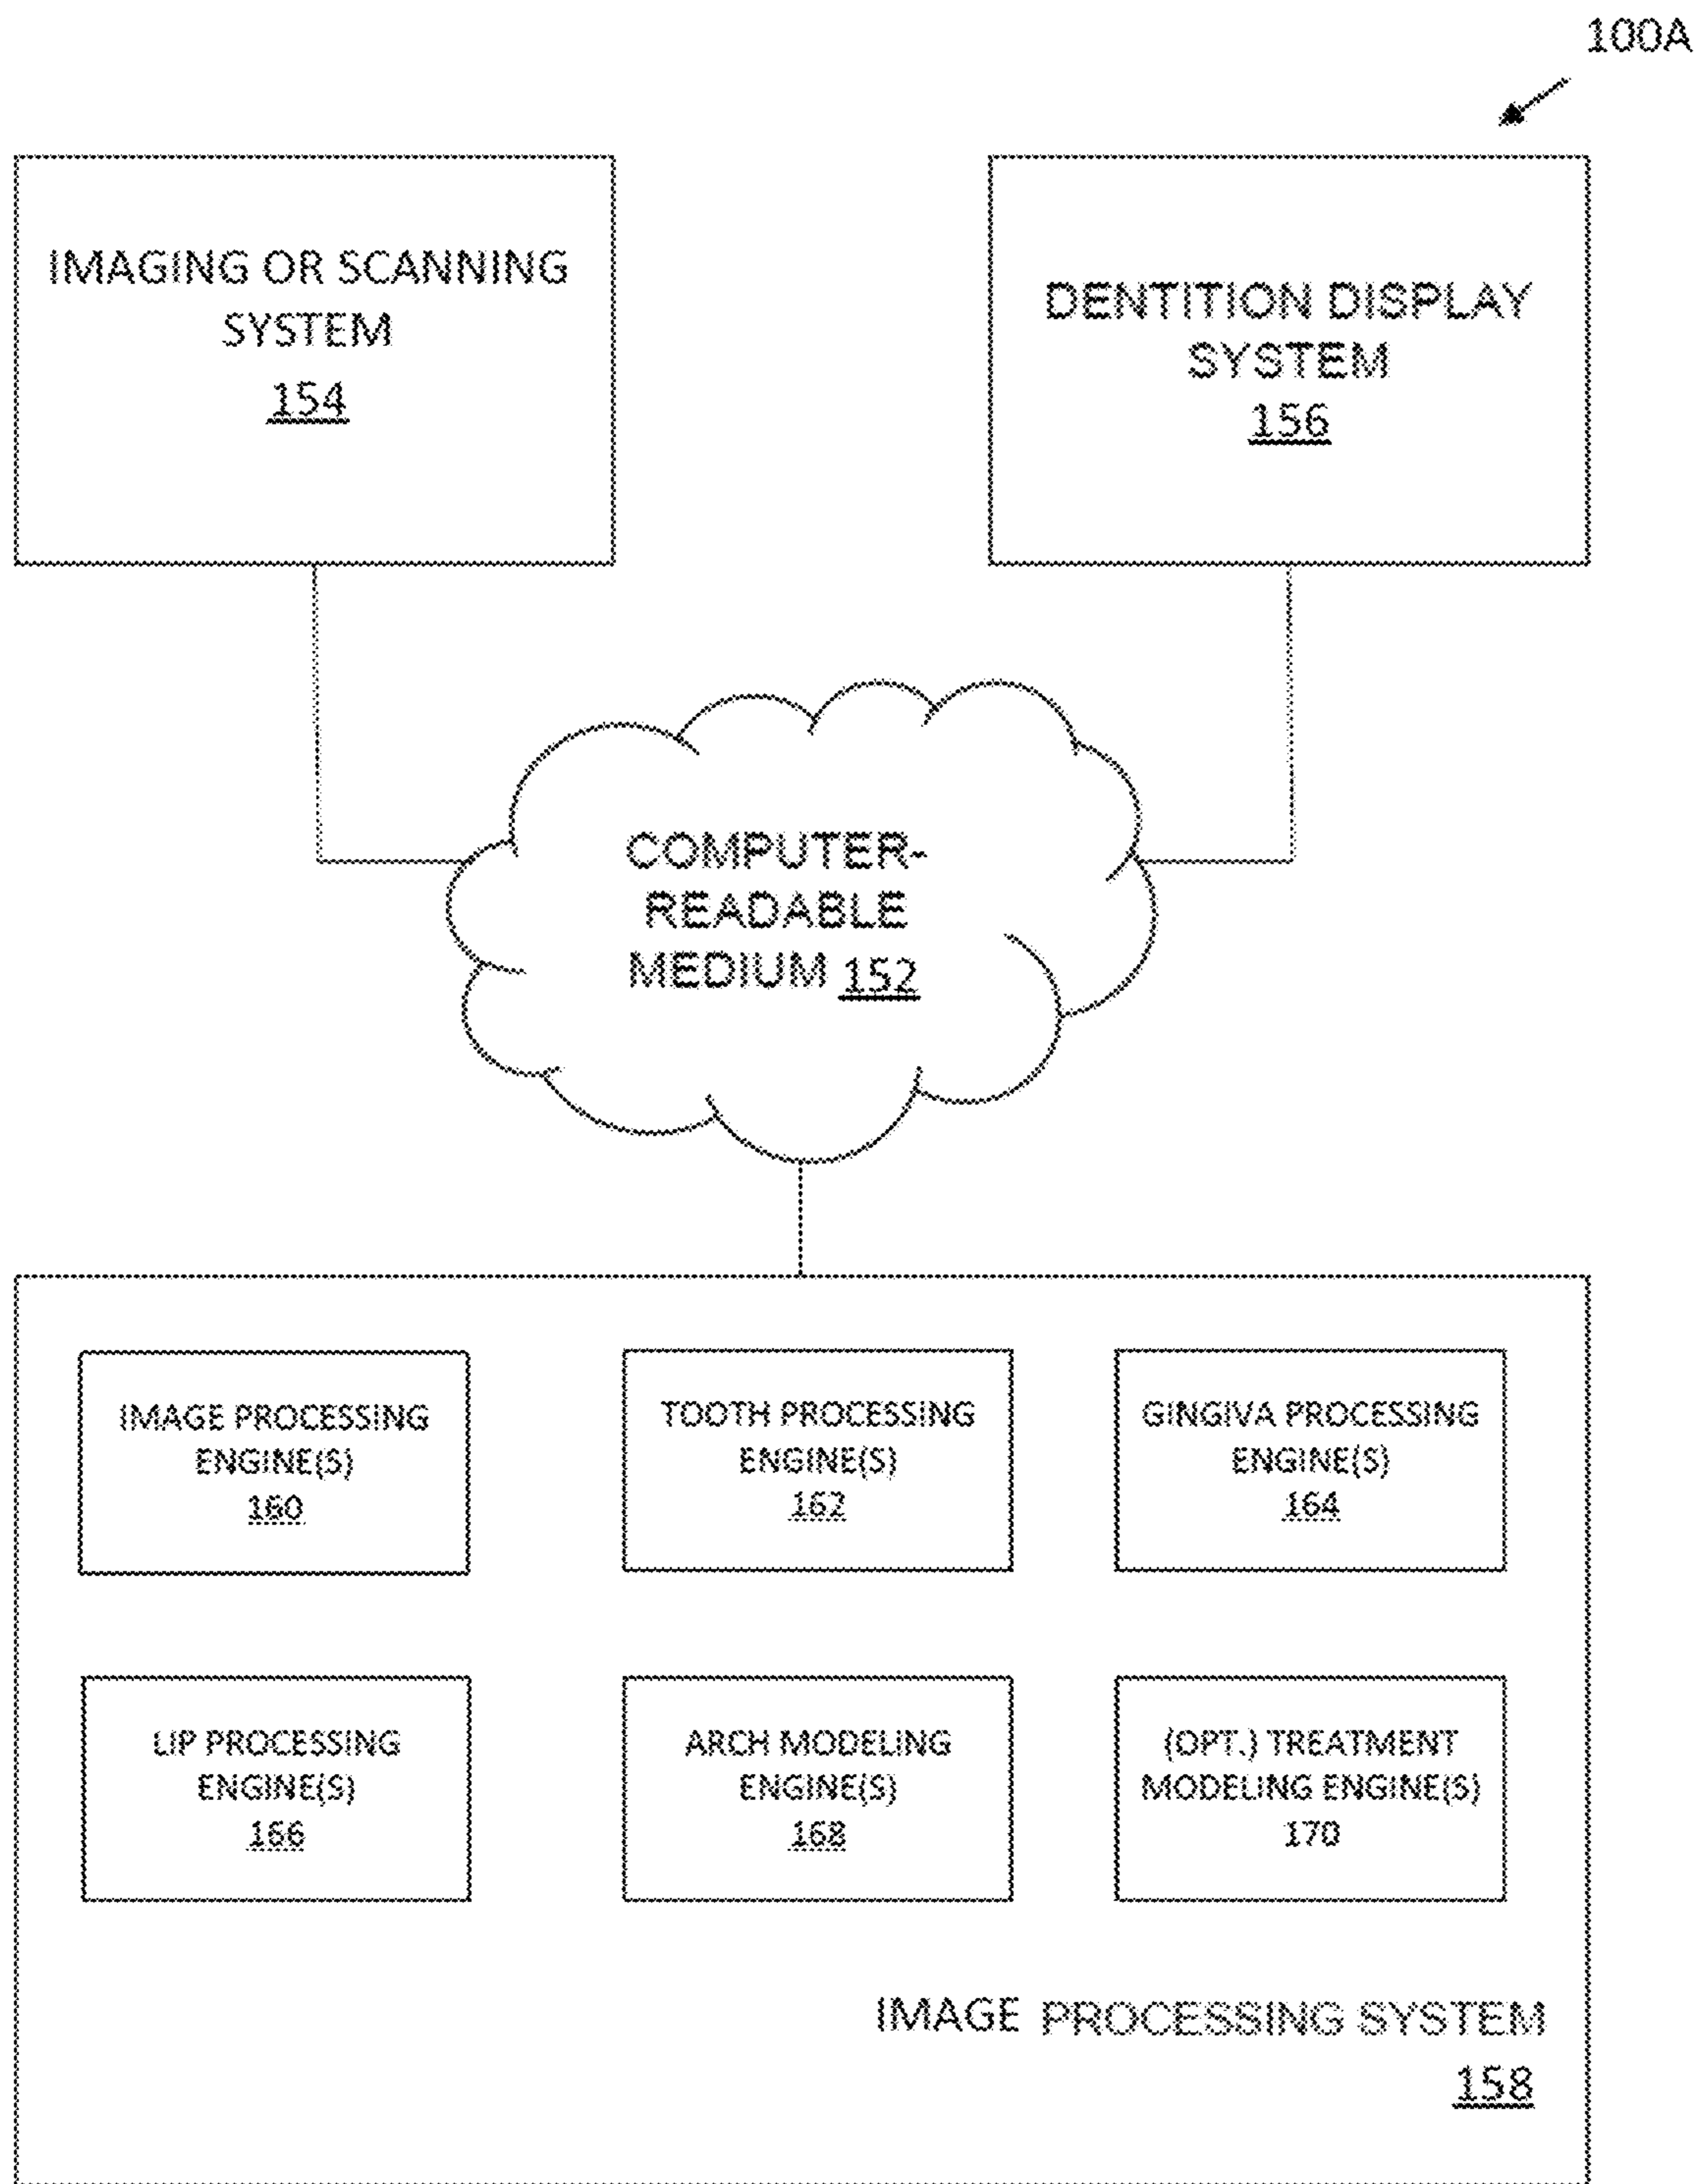 100A
IMAGING OR SCANNING
SYSTEM
154
DENTITION DISPLAY
SYSTEM
156
COMPUTER-
READABLE
MEDIUM 152
IMAGE PROCESSING
ENGINE(S)
160
TOOTH PROCESSING
ENGINE(S)
162
GINGIVA PROCESSING
ENGINE(S)
164
LIP PROCESSING
ENGINE(S)
166
ARCH MODELING
ENGINE(S)
168
(OPT.) TREATMENT
MODELING ENGINE(S)
170
IMAGE PROCESSING SYSTEM
158